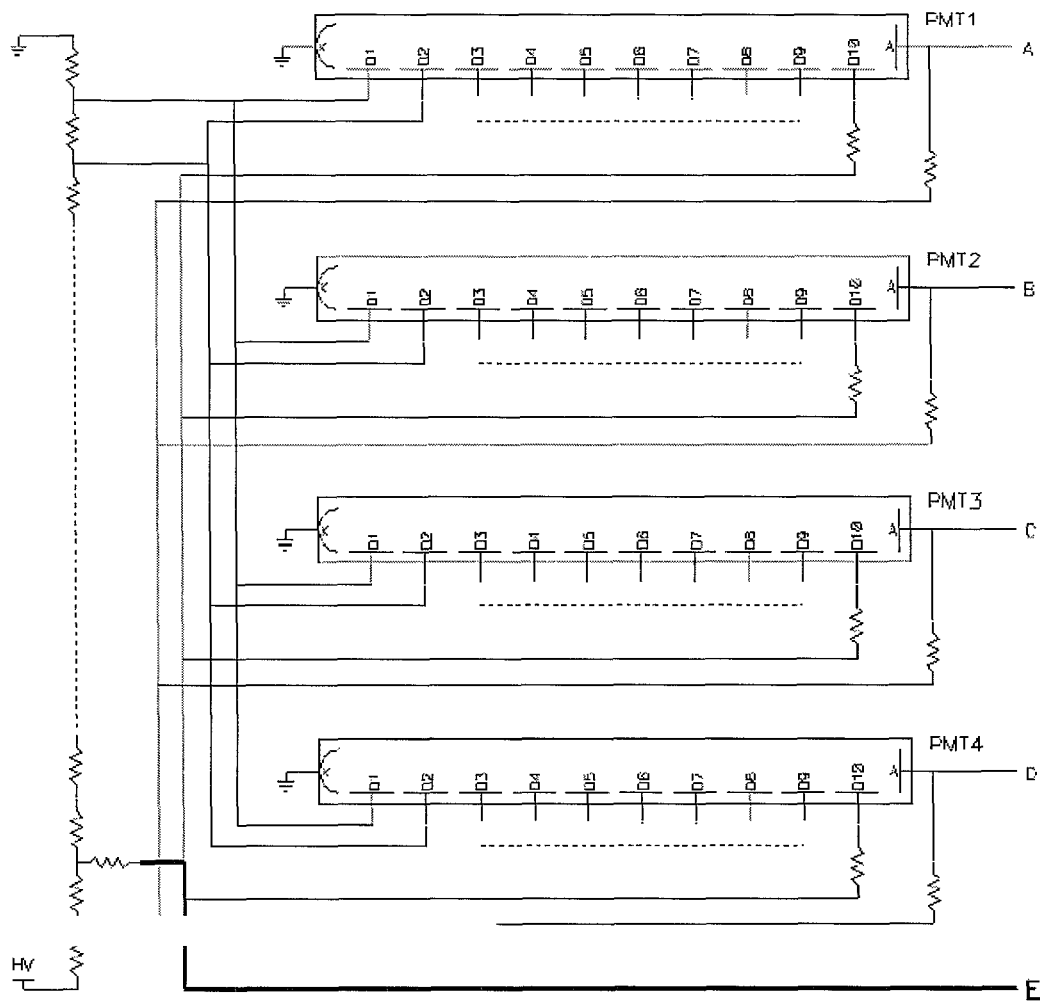 PMT1
K D1 D2 D3 D4 D5 D6 D7 D8 D9 D10 A
A
PMT2
K D1 D2 D3 D4 D5 D6 D7 D8 D9 D10 A
B
PMT3
K D1 D2 D3 D4 D5 D6 D7 D8 D9 D10 A
C
PMT4
K D1 D2 D3 D4 D5 D6 D7 D8 D9 D10 A
D
HV
E